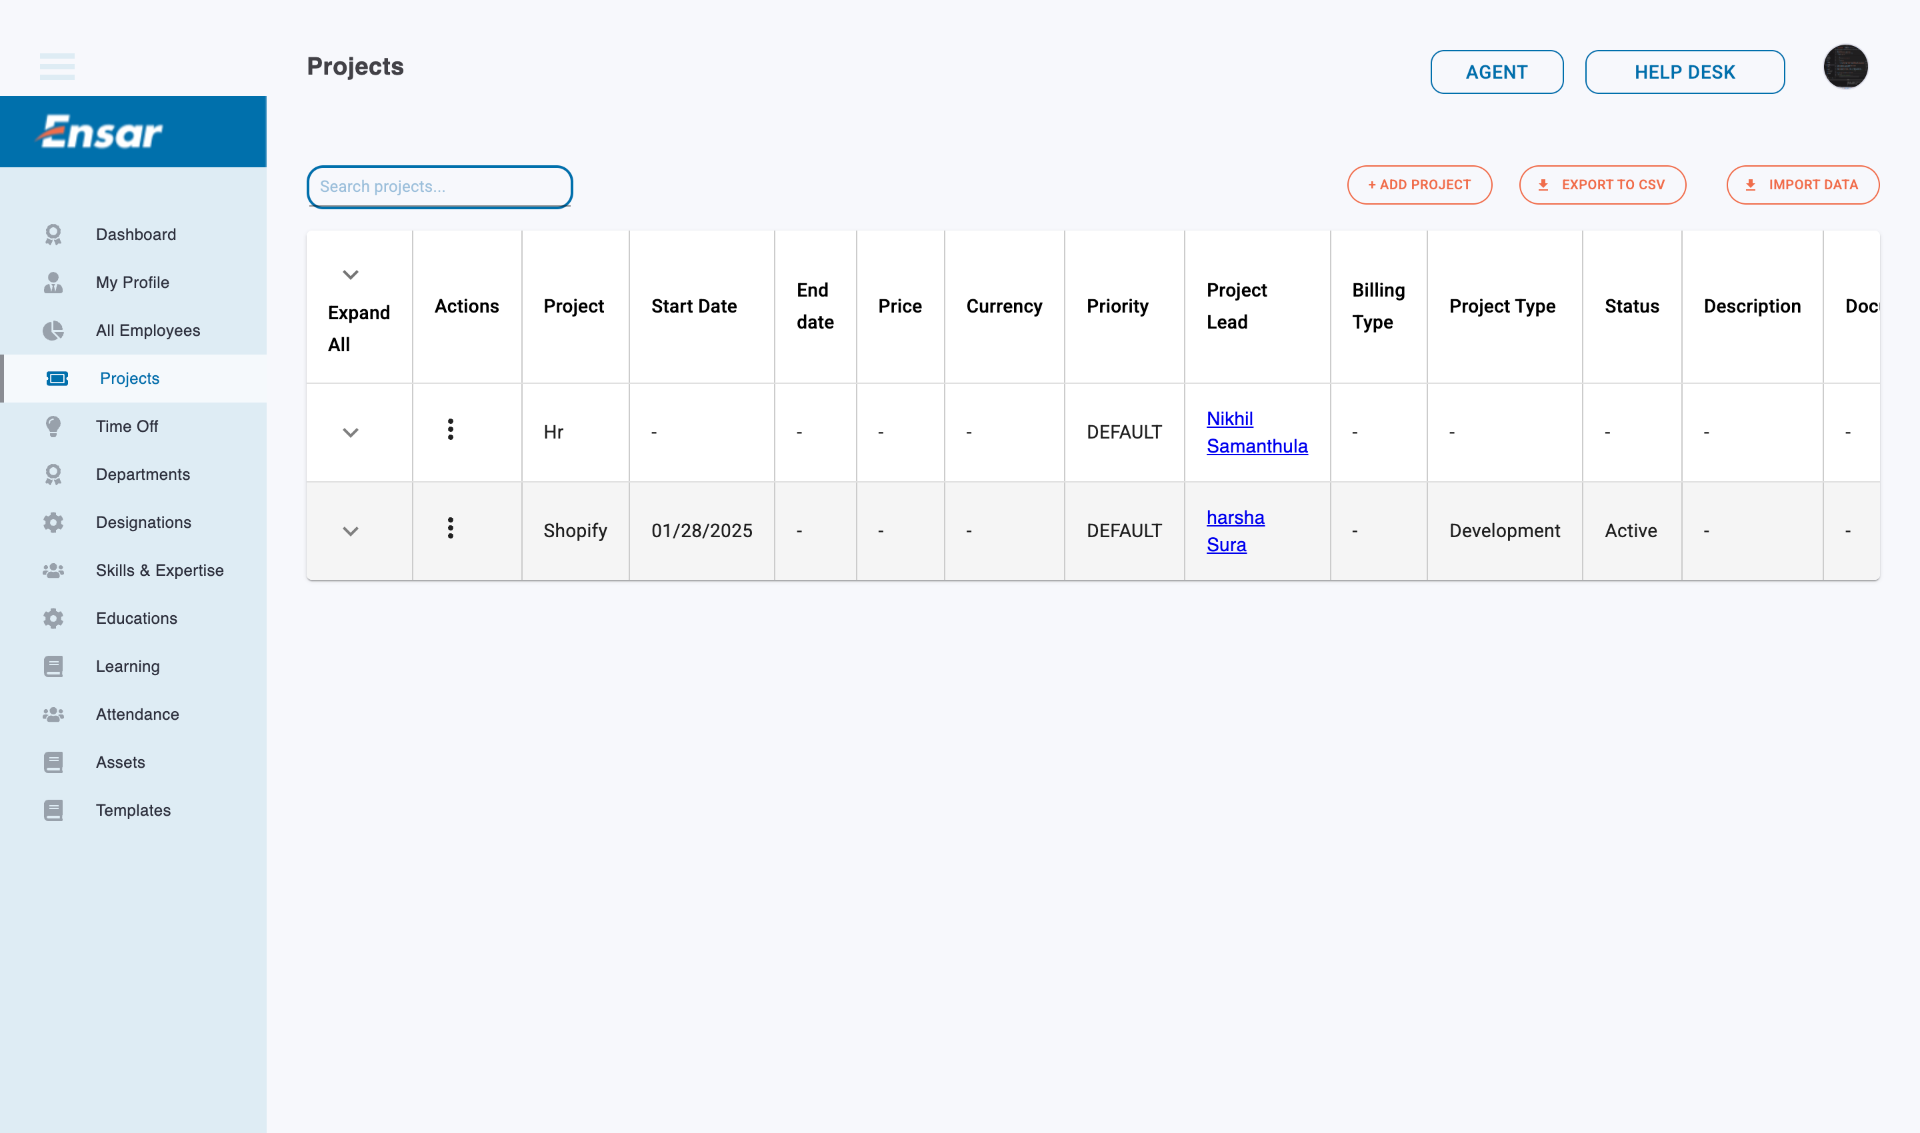 Projects
AGENT
HELP DESK
Ensar
Search projects...
+ ADD PROJECT
EXPORT TO CSV
IMPORT DATA
Dashboard
My Profile
All Employees
Projects
Time Off
Departments
Designations
Skills & Expertise
Educations
Learning
Attendance
Assets
Templates
Expand All Actions Project Start Date End date Price Currency Priority Project Lead Billing Type Project Type Status Description Docu
Hr - - - - DEFAULT Nikhil Samanthula - - - - -
Shopify 01/28/2025 - - - DEFAULT harsha Sura - Development Active - -